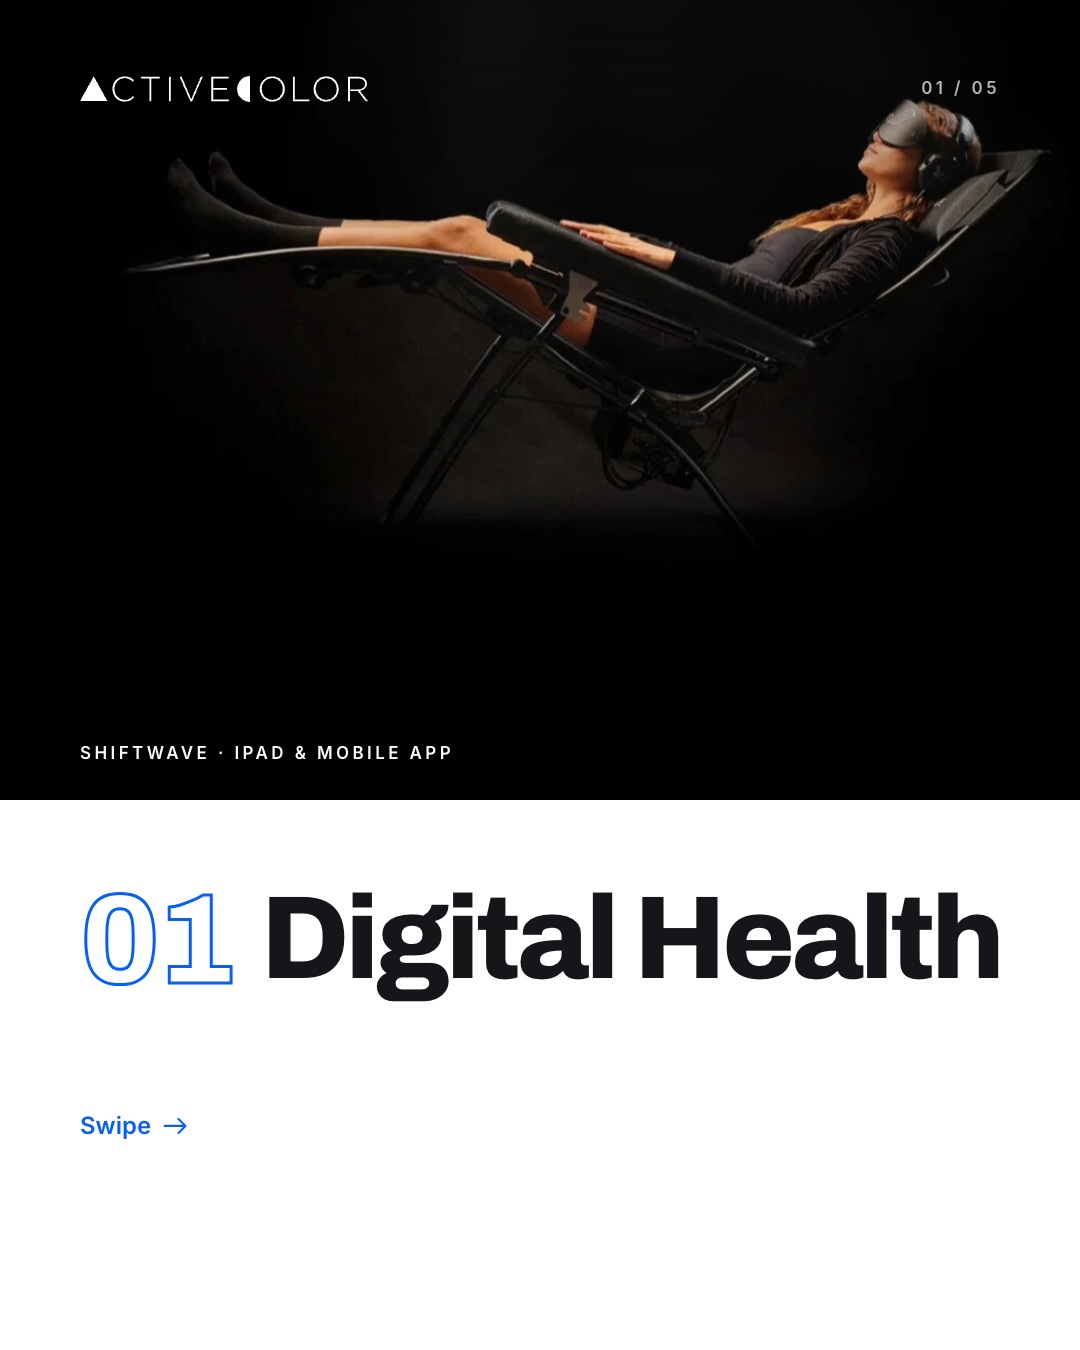 ACTIVECOLOR
01 / 05
SHIFTWAVE · IPAD & MOBILE APP
01 Digital Health
Swipe →